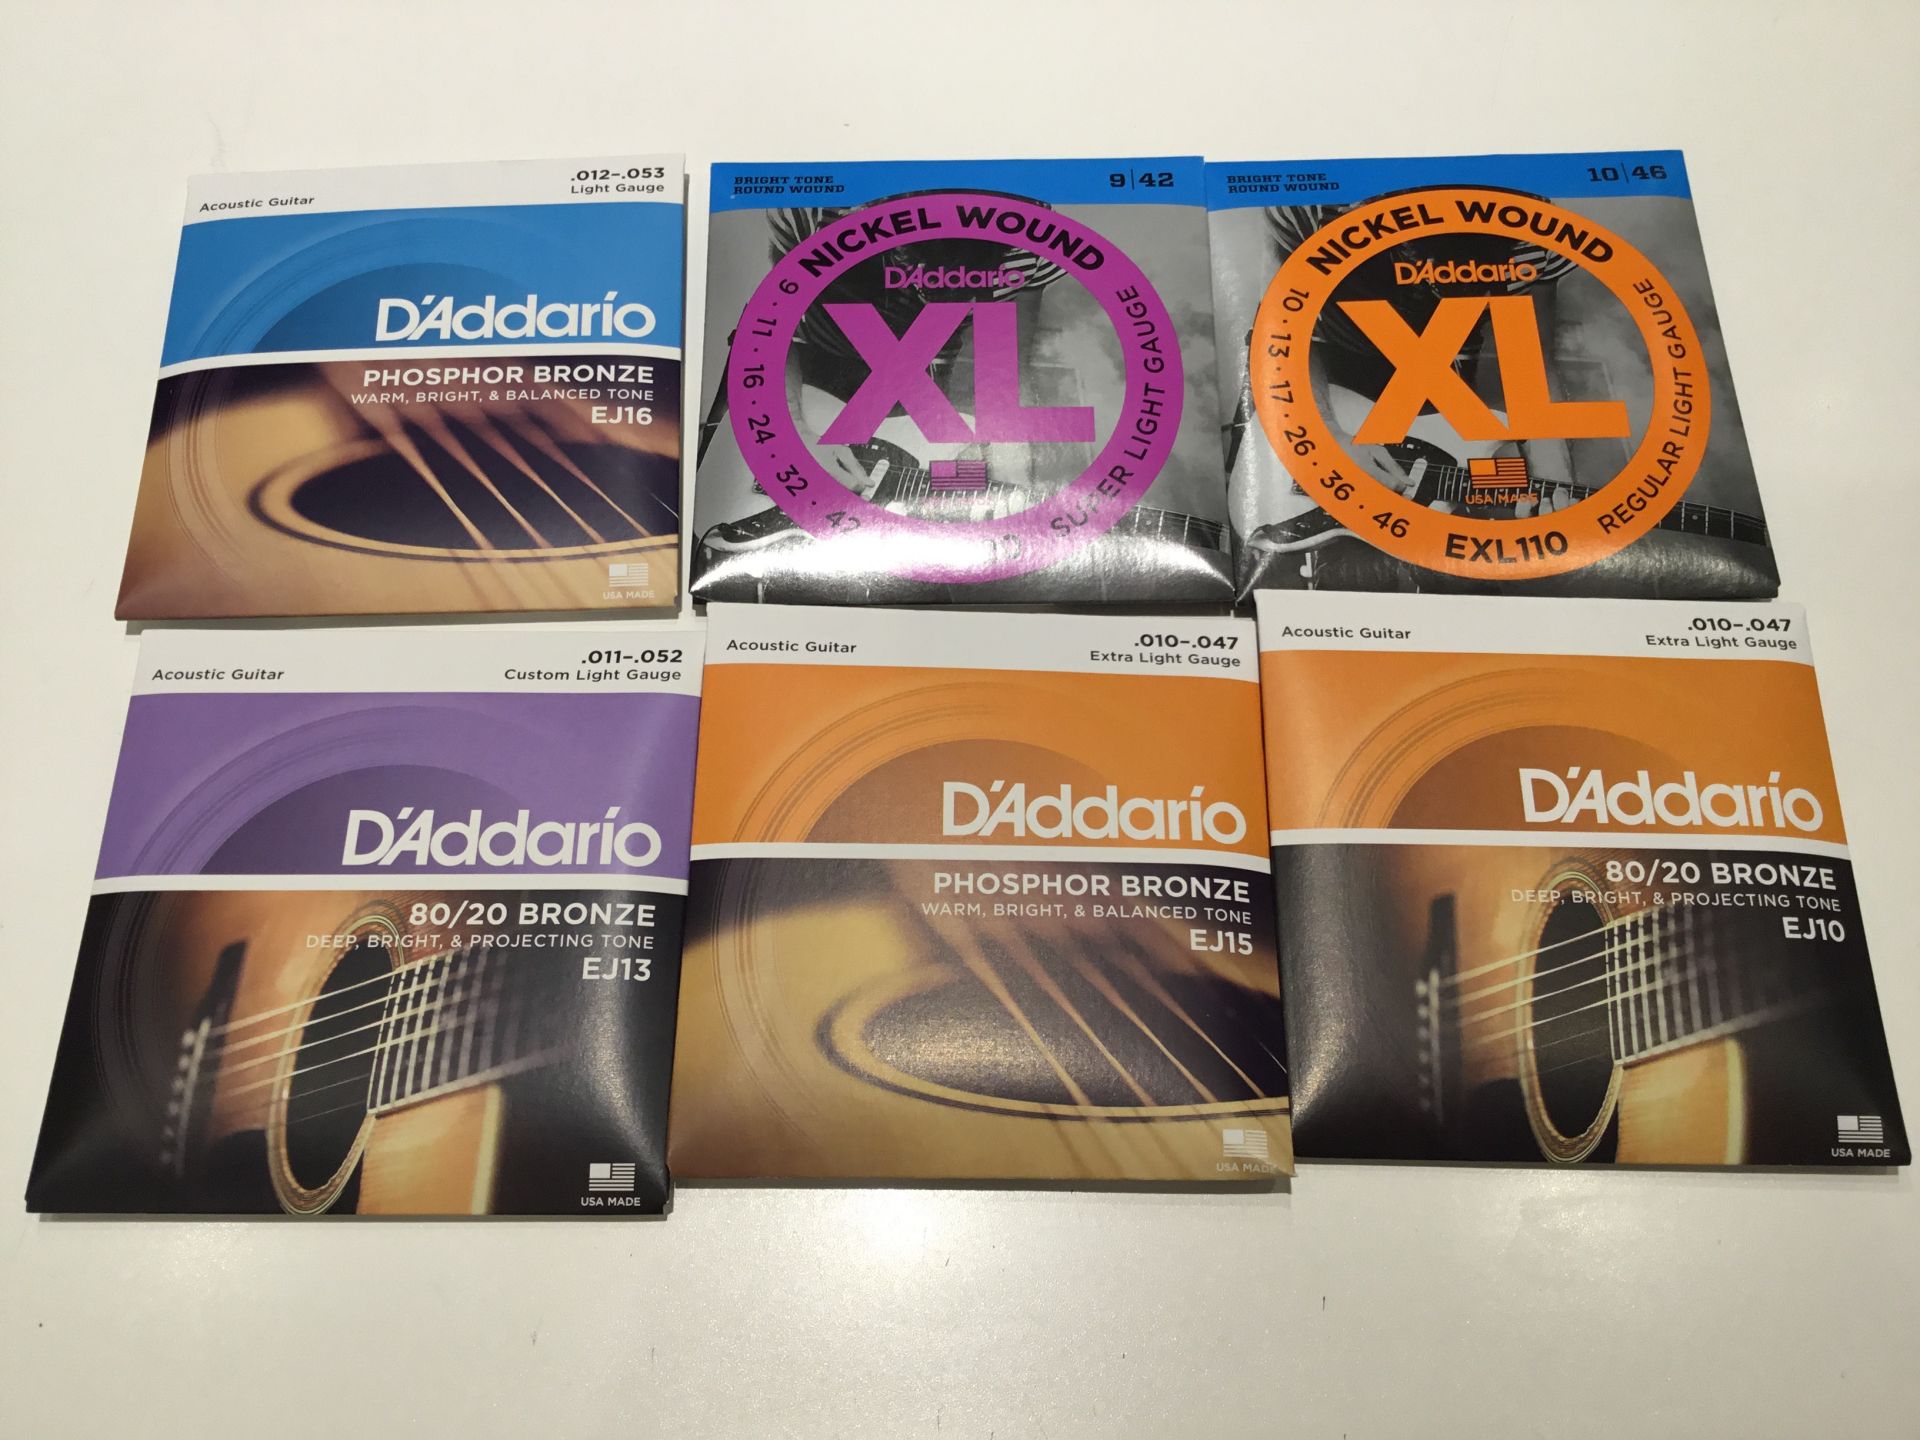 .012–.053
Acoustic Guitar Light Gauge
D'Addario
PHOSPHOR BRONZE
WARM, BRIGHT, & BALANCED TONE
EJ16
USA MADE
BRIGHT TONE
ROUND WOUND
9|42
NICKEL WOUND
D'Addario
XL
9 · 11 · 16 · 24 · 32 · 42
SUPER LIGHT GAUGE
BRIGHT TONE
ROUND WOUND
10|46
NICKEL WOUND
D'Addario
XL
USA MADE
10 · 13 · 17 · 26 · 36 · 46
EXL110
REGULAR LIGHT GAUGE
.011–.052
Acoustic Guitar Custom Light Gauge
D'Addario
80/20 BRONZE
DEEP, BRIGHT, & PROJECTING TONE
EJ13
USA MADE
.010–.047
Acoustic Guitar Extra Light Gauge
D'Addario
PHOSPHOR BRONZE
WARM, BRIGHT, & BALANCED TONE
EJ15
USA MADE
.010–.047
Acoustic Guitar Extra Light Gauge
D'Addario
80/20 BRONZE
DEEP, BRIGHT, & PROJECTING TONE
EJ10
USA MADE